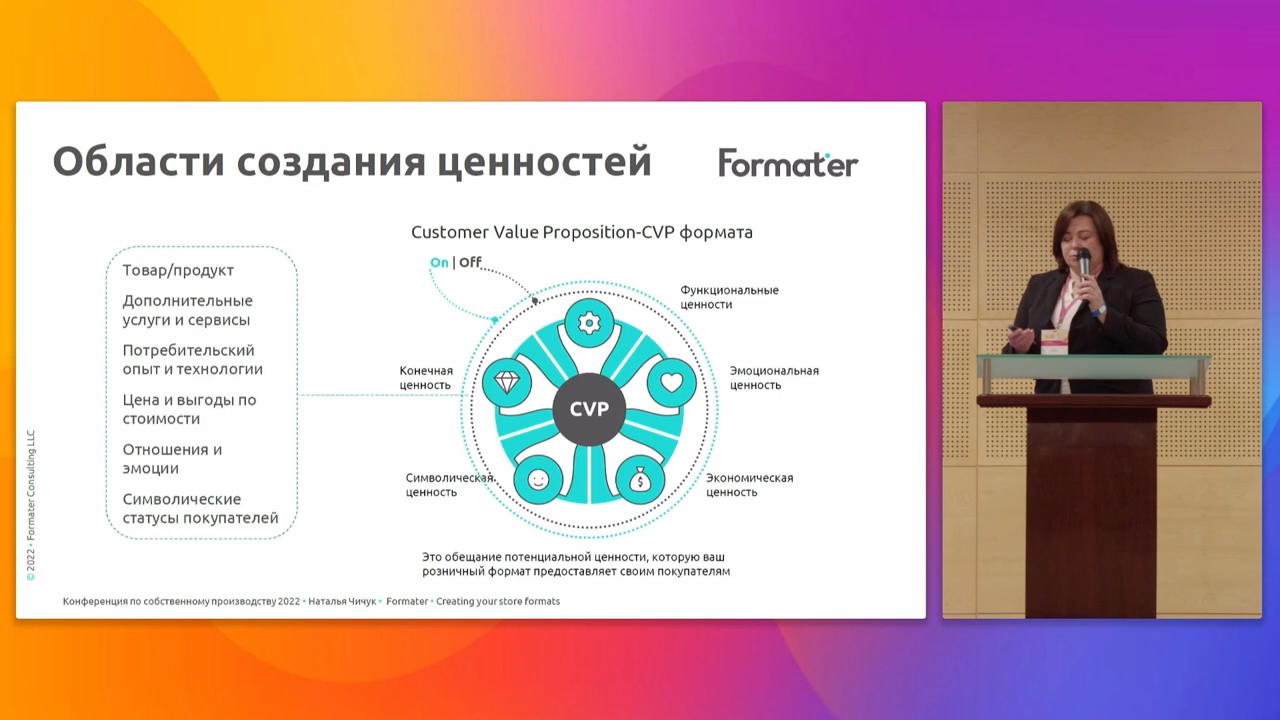 Области создания ценностей
Formater
Customer Value Proposition-CVP формата
On | Off
Товар/продукт
Дополнительные
услуги и сервисы
Потребительский
опыт и технологии
Цена и выгоды по
стоимости
Отношения и
эмоции
Символические
статусы покупателей
Функциональные
ценности
Конечная
ценность
Эмоциональная
ценность
CVP
Символическая
ценность
Экономическая
ценность
$
Это обещание потенциальной ценности, которую ваш
розничный формат предоставляет своим покупателям
© 2022 • Formater Consulting LLC
Конференция по собственному производству 2022 • Наталья Чичук • Formater • Creating your store formats